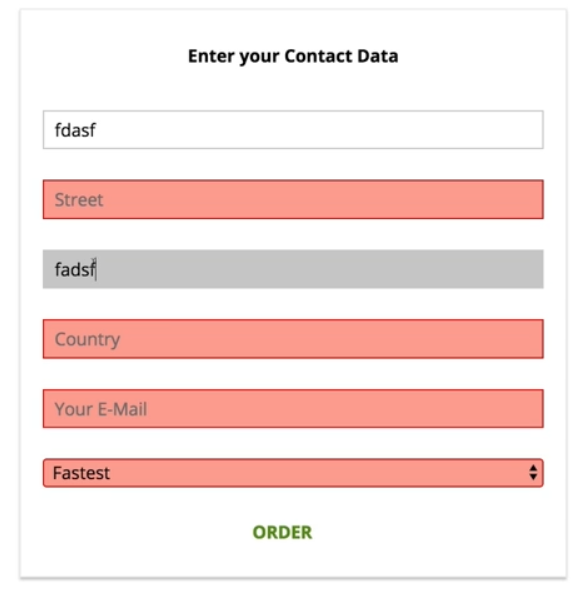 Enter your Contact Data
fdasf
Street
fadsf
Country
Your E-Mail
Fastest
ORDER